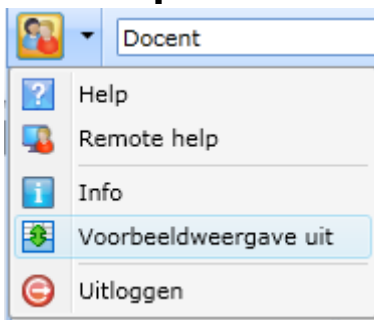 Docent
Help
Remote help
Info
Voorbeeldweergave uit
Uitloggen